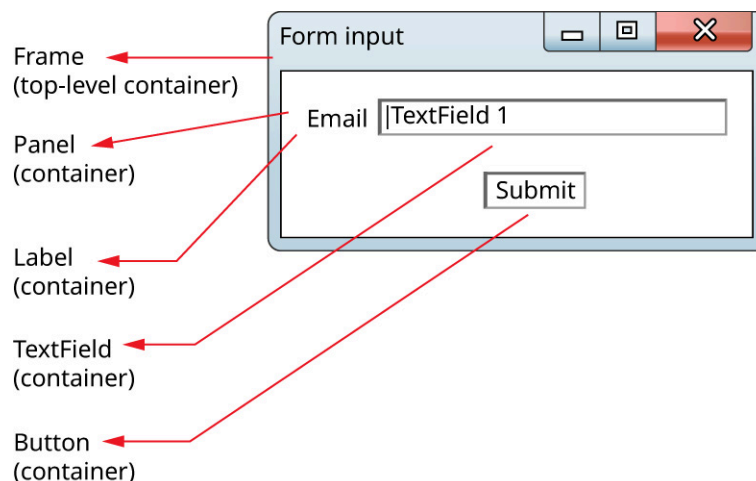 Form input
Frame
(top-level container)
Email
TextField 1
Panel
(container)
Submit
Label
(container)
TextField
(container)
Button
(container)